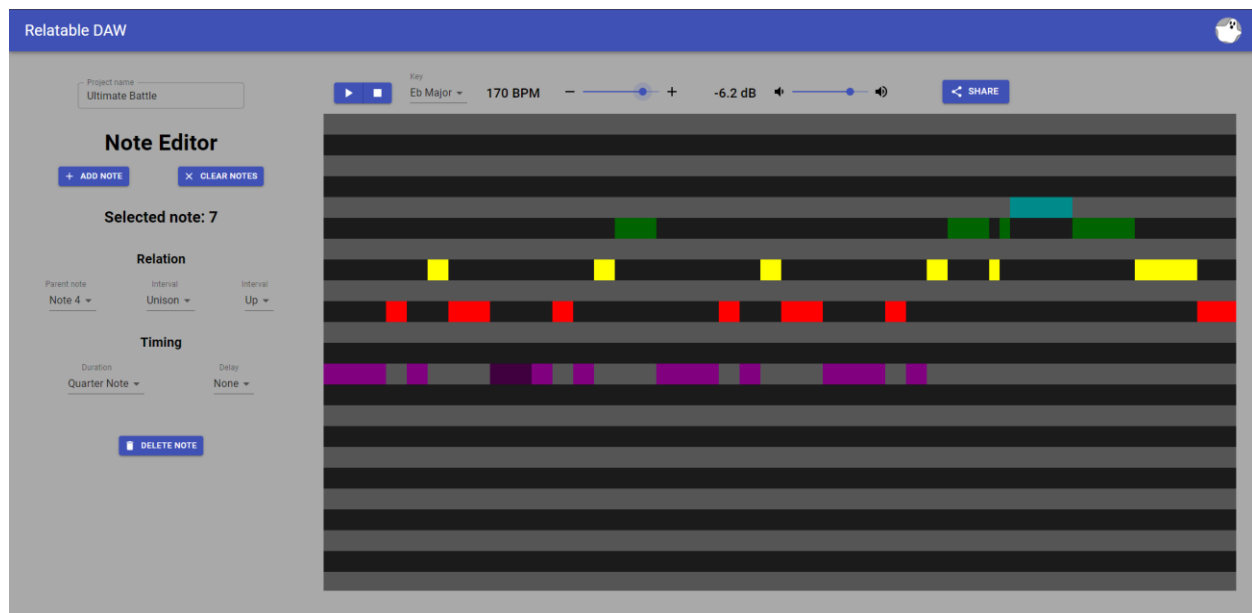 Relatable DAW
Project name
Ultimate Battle
Key
Eb Major
170 BPM
-6.2 dB
SHARE
Note Editor
ADD NOTE
CLEAR NOTES
Selected note: 7
Relation
Parent note Interval Interval
Note 4 Unison Up
Timing
Duration Delay
Quarter Note None
DELETE NOTE